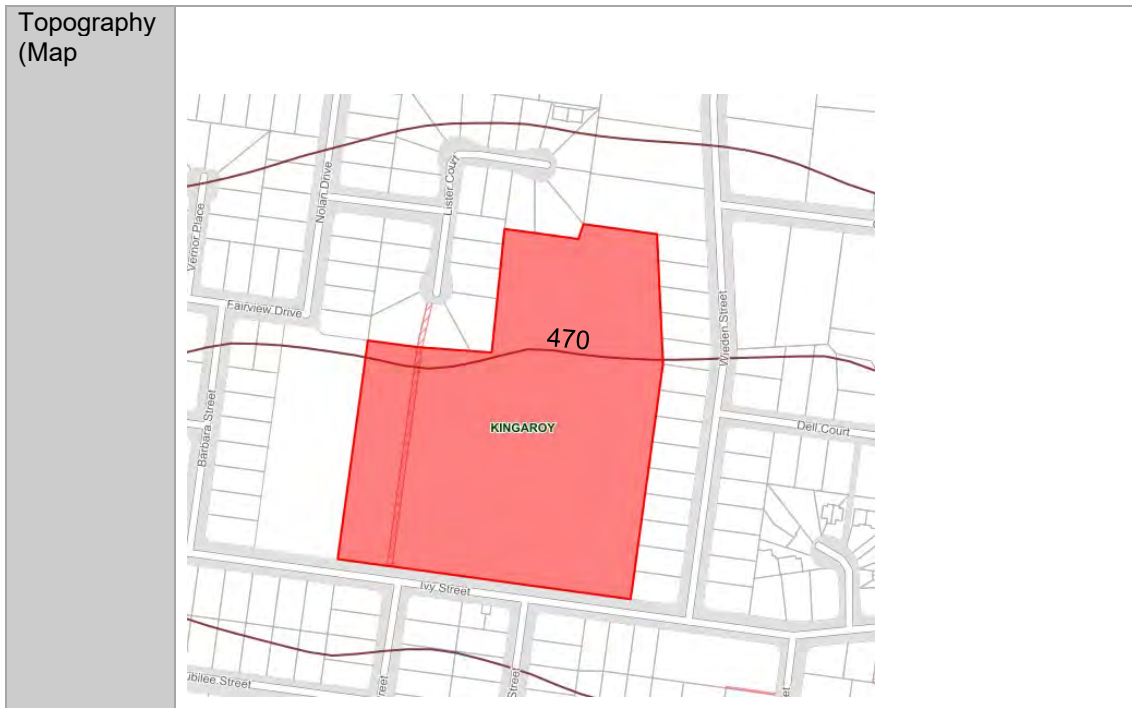 Topography
(Map
Nolan Drive
Lister Court
Vernor Place
Fairview Drive
470
Wieden Street
KINGAROY
Dell Court
Barbara Street
Ivy Street
Street